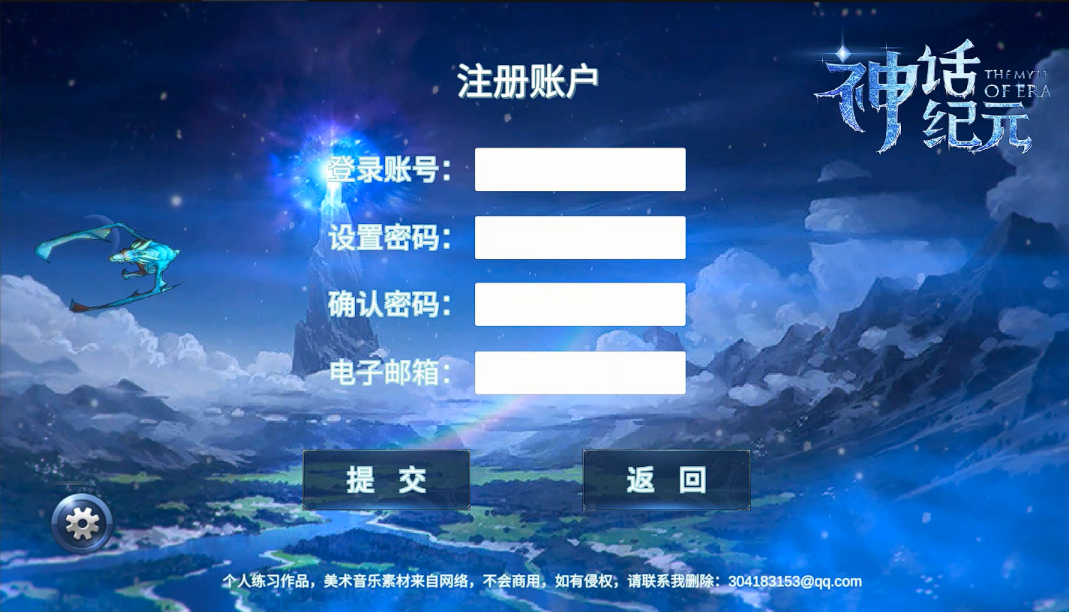 注册账户
神话纪元
THE MYTH
OF ERA
登录账号：
设置密码：
确认密码：
电子邮箱：
提 交
返 回
个人练习作品，美术音乐素材来自网络，不会商用，如有侵权，请联系我删除：304183153@qq.com